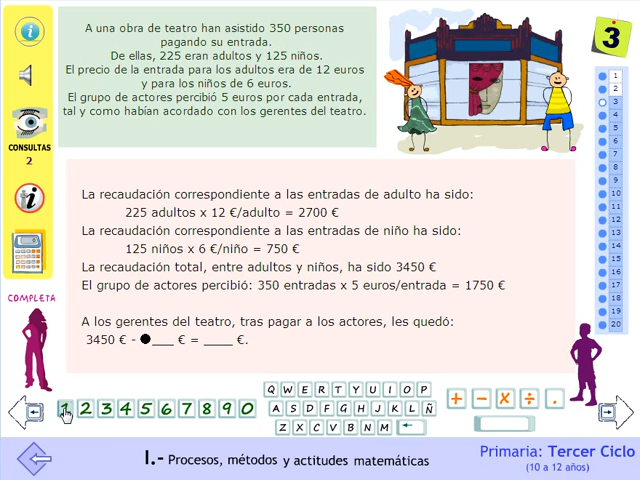 A una obra de teatro han asistido 350 personas
pagando su entrada.
De ellas, 225 eran adultos y 125 niños.
El precio de la entrada para los adultos era de 12 euros
y para los niños de 6 euros.
El grupo de actores percibió 5 euros por cada entrada,
tal y como habían acordado con los gerentes del teatro.
3
CONSULTAS
2
COMPLETA
La recaudación correspondiente a las entradas de adulto ha sido:
225 adultos x 12 €/adulto = 2700 €
La recaudación correspondiente a las entradas de niño ha sido:
125 niños x 6 €/niño = 750 €
La recaudación total, entre adultos y niños, ha sido 3450 €
El grupo de actores percibió: 350 entradas x 5 euros/entrada = 1750 €
A los gerentes del teatro, tras pagar a los actores, les quedó:
3450 € - ___ € = ____ €.
1
2
3
4
5
6
7
8
9
10
11
12
13
14
15
16
17
18
19
20
1 2 3 4 5 6 7 8 9 0
Q W E R T Y U I O P
A S D F G H J K L Ñ
Z X C V B N M
+ - x ÷ .
I.- Procesos, métodos y actitudes matemáticas
Primaria: Tercer Ciclo
(10 a 12 años)